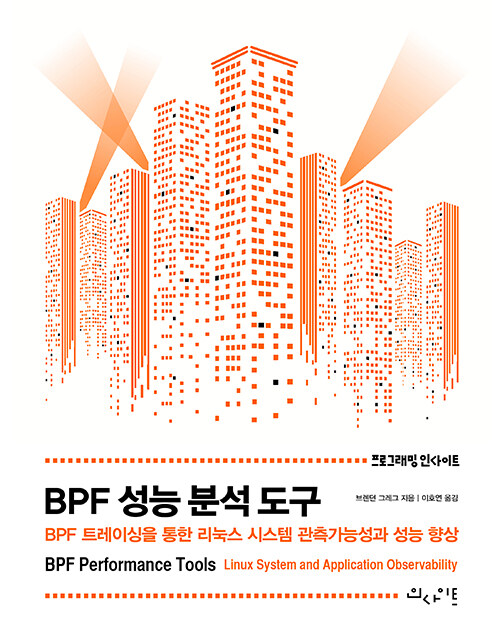 프로그래밍 인사이트
BPF 성능 분석 도구
브렌던 그레그 지음 | 이호연 옮김
BPF 트레이싱을 통한 리눅스 시스템 관측가능성과 성능 향상
BPF Performance Tools Linux System and Application Observability
인사이트